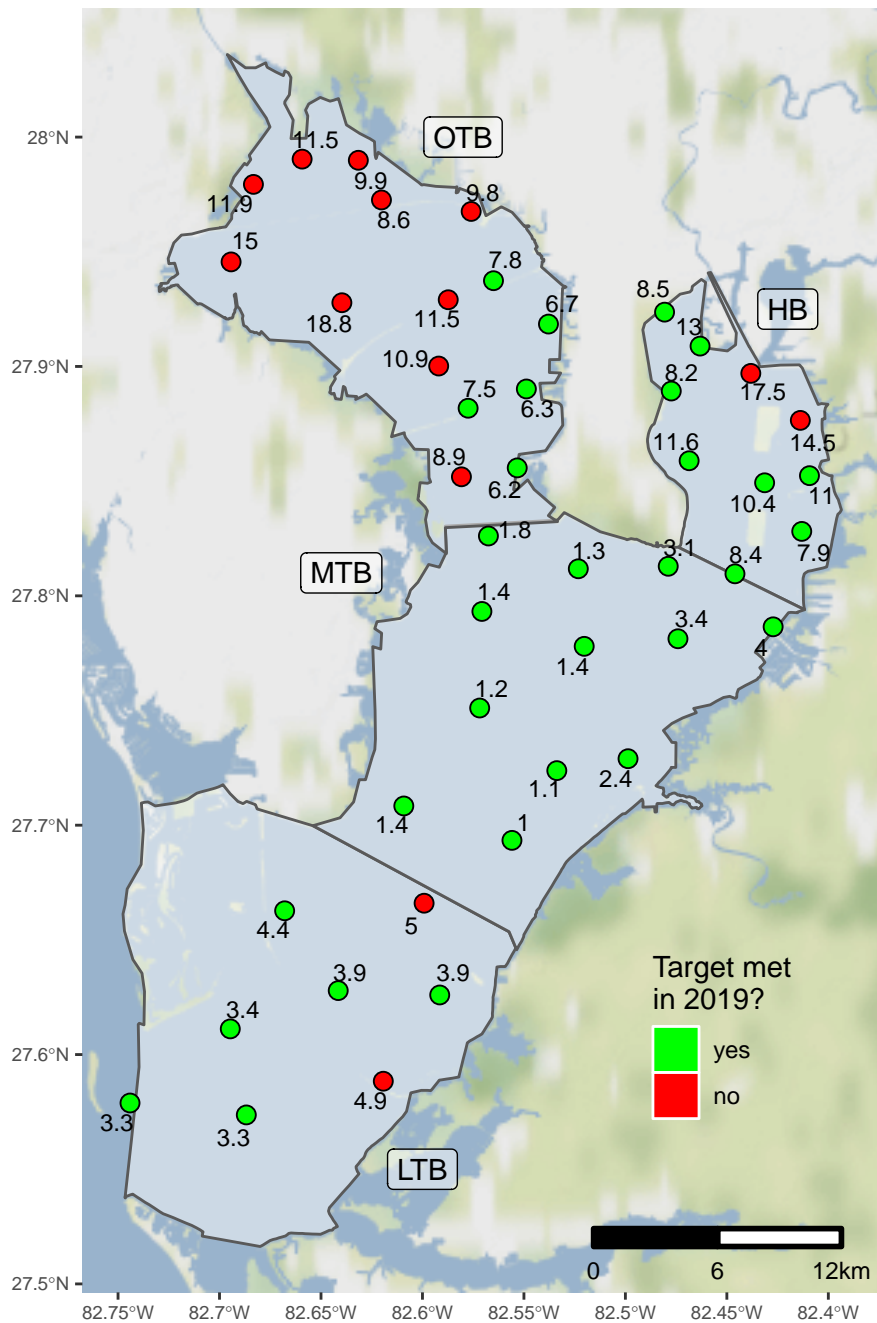 28°N
27.9°N
27.8°N
27.7°N
27.6°N
27.5°N
OTB
11.5
9.9
11.9
8.6
9.8
15
7.8
18.8
11.5
6.7
10.9
7.5
6.3
8.9
6.2
HB
8.5
13
17.5
8.2
14.5
11.6
10.4
11
7.9
8.4
MTB
1.8
1.3
3.1
1.4
3.4
4
1.4
1.2
1.1
2.4
1.4
1
5
4.4
3.9
3.9
3.4
4.9
3.3
3.3
LTB
Target met
in 2019?
yes
no
0 6 12km
82.75°W 82.7°W 82.65°W 82.6°W 82.55°W 82.5°W 82.45°W 82.4°W